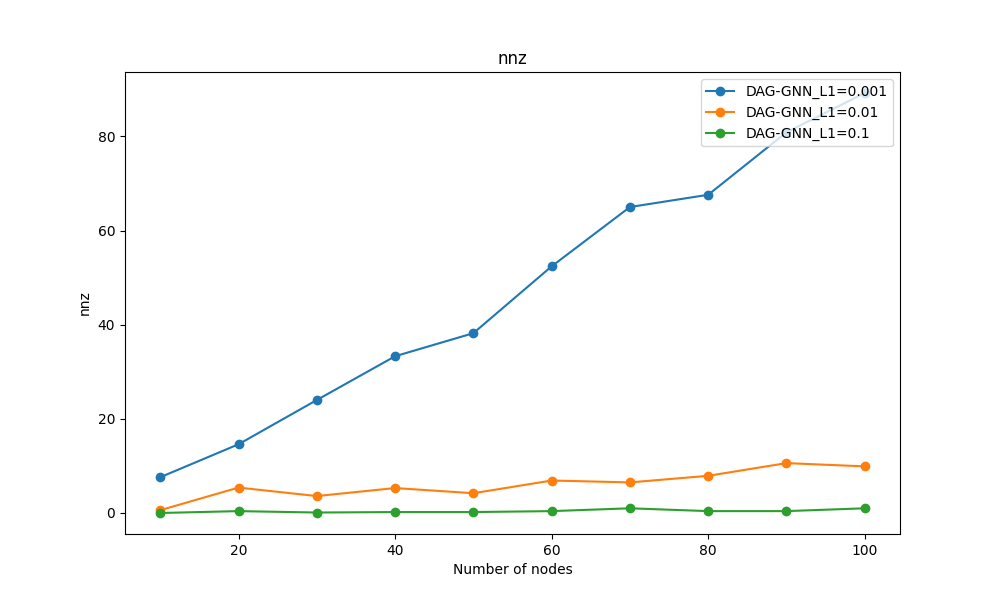 nnz
DAG-GNN_L1=0.001
DAG-GNN_L1=0.01
DAG-GNN_L1=0.1
nnz
80
60
40
20
0
20 40 60 80 100
Number of nodes